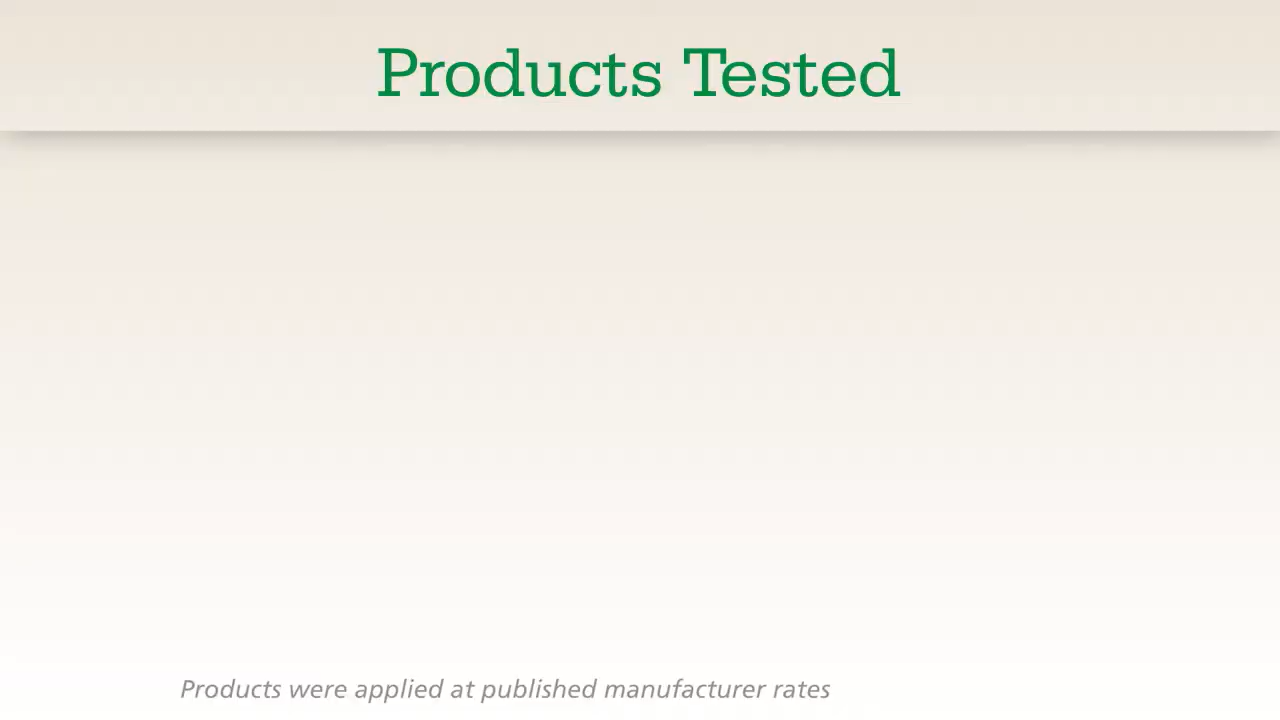 Products Tested
Products were applied at published manufacturer rates